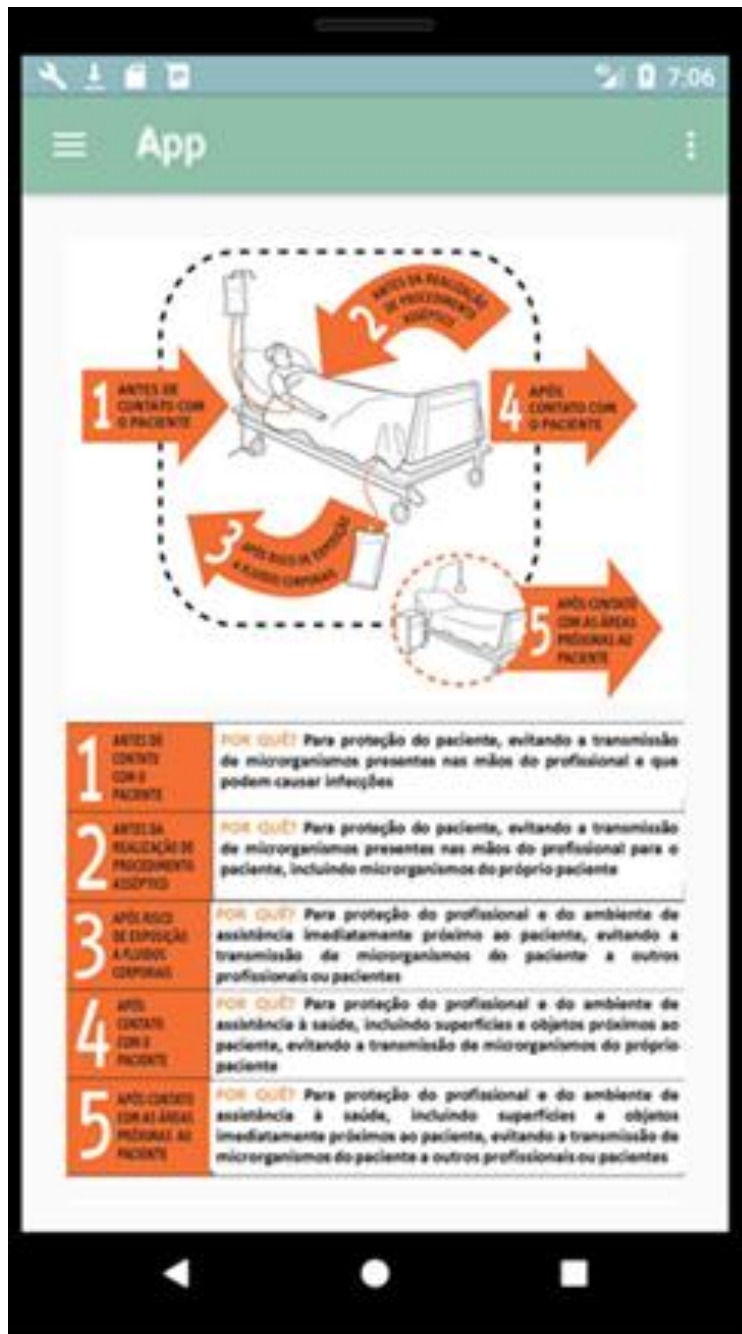 7:06
App
1 ANTES DE
CONTATO COM
O PACIENTE
2 ANTES DA REALIZAÇÃO
DE PROCEDIMENTO
ASSÉPTICO
3 APÓS RISCO DE EXPOSIÇÃO
A FLUIDOS CORPORAIS
4 APÓS
CONTATO COM
O PACIENTE
5 APÓS CONTATO
COM AS ÁREAS
PRÓXIMAS AO
PACIENTE
1 ANTES DE
CONTATO
COM O
PACIENTE
POR QUÊ? Para proteção do paciente, evitando a transmissão
de microrganismos presentes nas mãos do profissional e que
podem causar infecções
2 ANTES DA
REALIZAÇÃO DE
PROCEDIMENTO
ASSÉPTICO
POR QUÊ? Para proteção do paciente, evitando a transmissão
de microrganismos presentes nas mãos do profissional para o
paciente, incluindo microrganismos do próprio paciente
3 APÓS RISCO
DE EXPOSIÇÃO
A FLUIDOS
CORPORAIS
POR QUÊ? Para proteção do profissional e do ambiente de
assistência imediatamente próximo ao paciente, evitando a
transmissão de microrganismos do paciente a outros
profissionais ou pacientes
4 APÓS
CONTATO
COM O
PACIENTE
POR QUÊ? Para proteção do profissional e do ambiente de
assistência à saúde, incluindo superfícies e objetos próximos ao
paciente, evitando a transmissão de microrganismos do próprio
paciente
5 APÓS CONTATO
COM AS ÁREAS
PRÓXIMAS AO
PACIENTE
POR QUÊ? Para proteção do profissional e do ambiente de
assistência à saúde, incluindo superfícies e objetos
imediatamente próximos ao paciente, evitando a transmissão de
microrganismos do paciente a outros profissionais ou pacientes